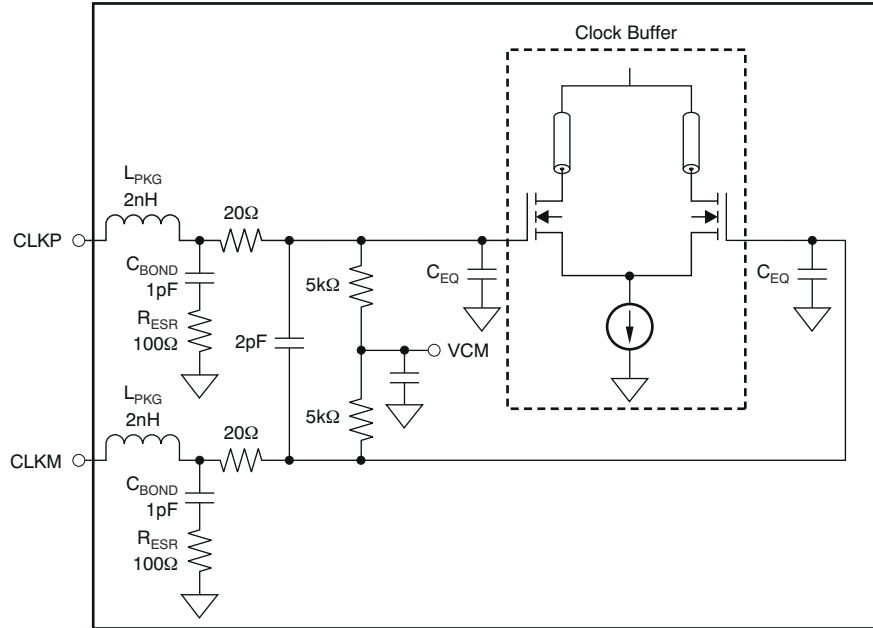 Clock Buffer
L_PKG
2nH
20Ω
CLKP
C_BOND
1pF
R_ESR
100Ω
5kΩ
C_EQ
C_EQ
2pF
VCM
L_PKG
2nH
20Ω
5kΩ
CLKM
C_BOND
1pF
R_ESR
100Ω